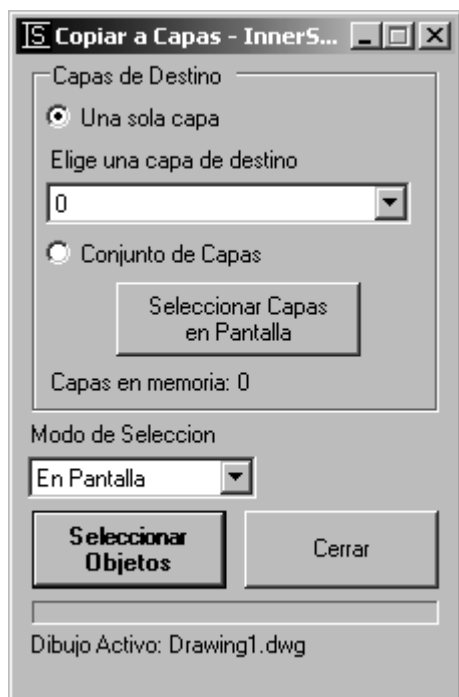 Copiar a Capas - InnerS...
Capas de Destino
Una sola capa
Elige una capa de destino
0
Conjunto de Capas
Seleccionar Capas
en Pantalla
Capas en memoria: 0
Modo de Seleccion
En Pantalla
Seleccionar
Objetos
Cerrar
Dibujo Activo: Drawing1.dwg